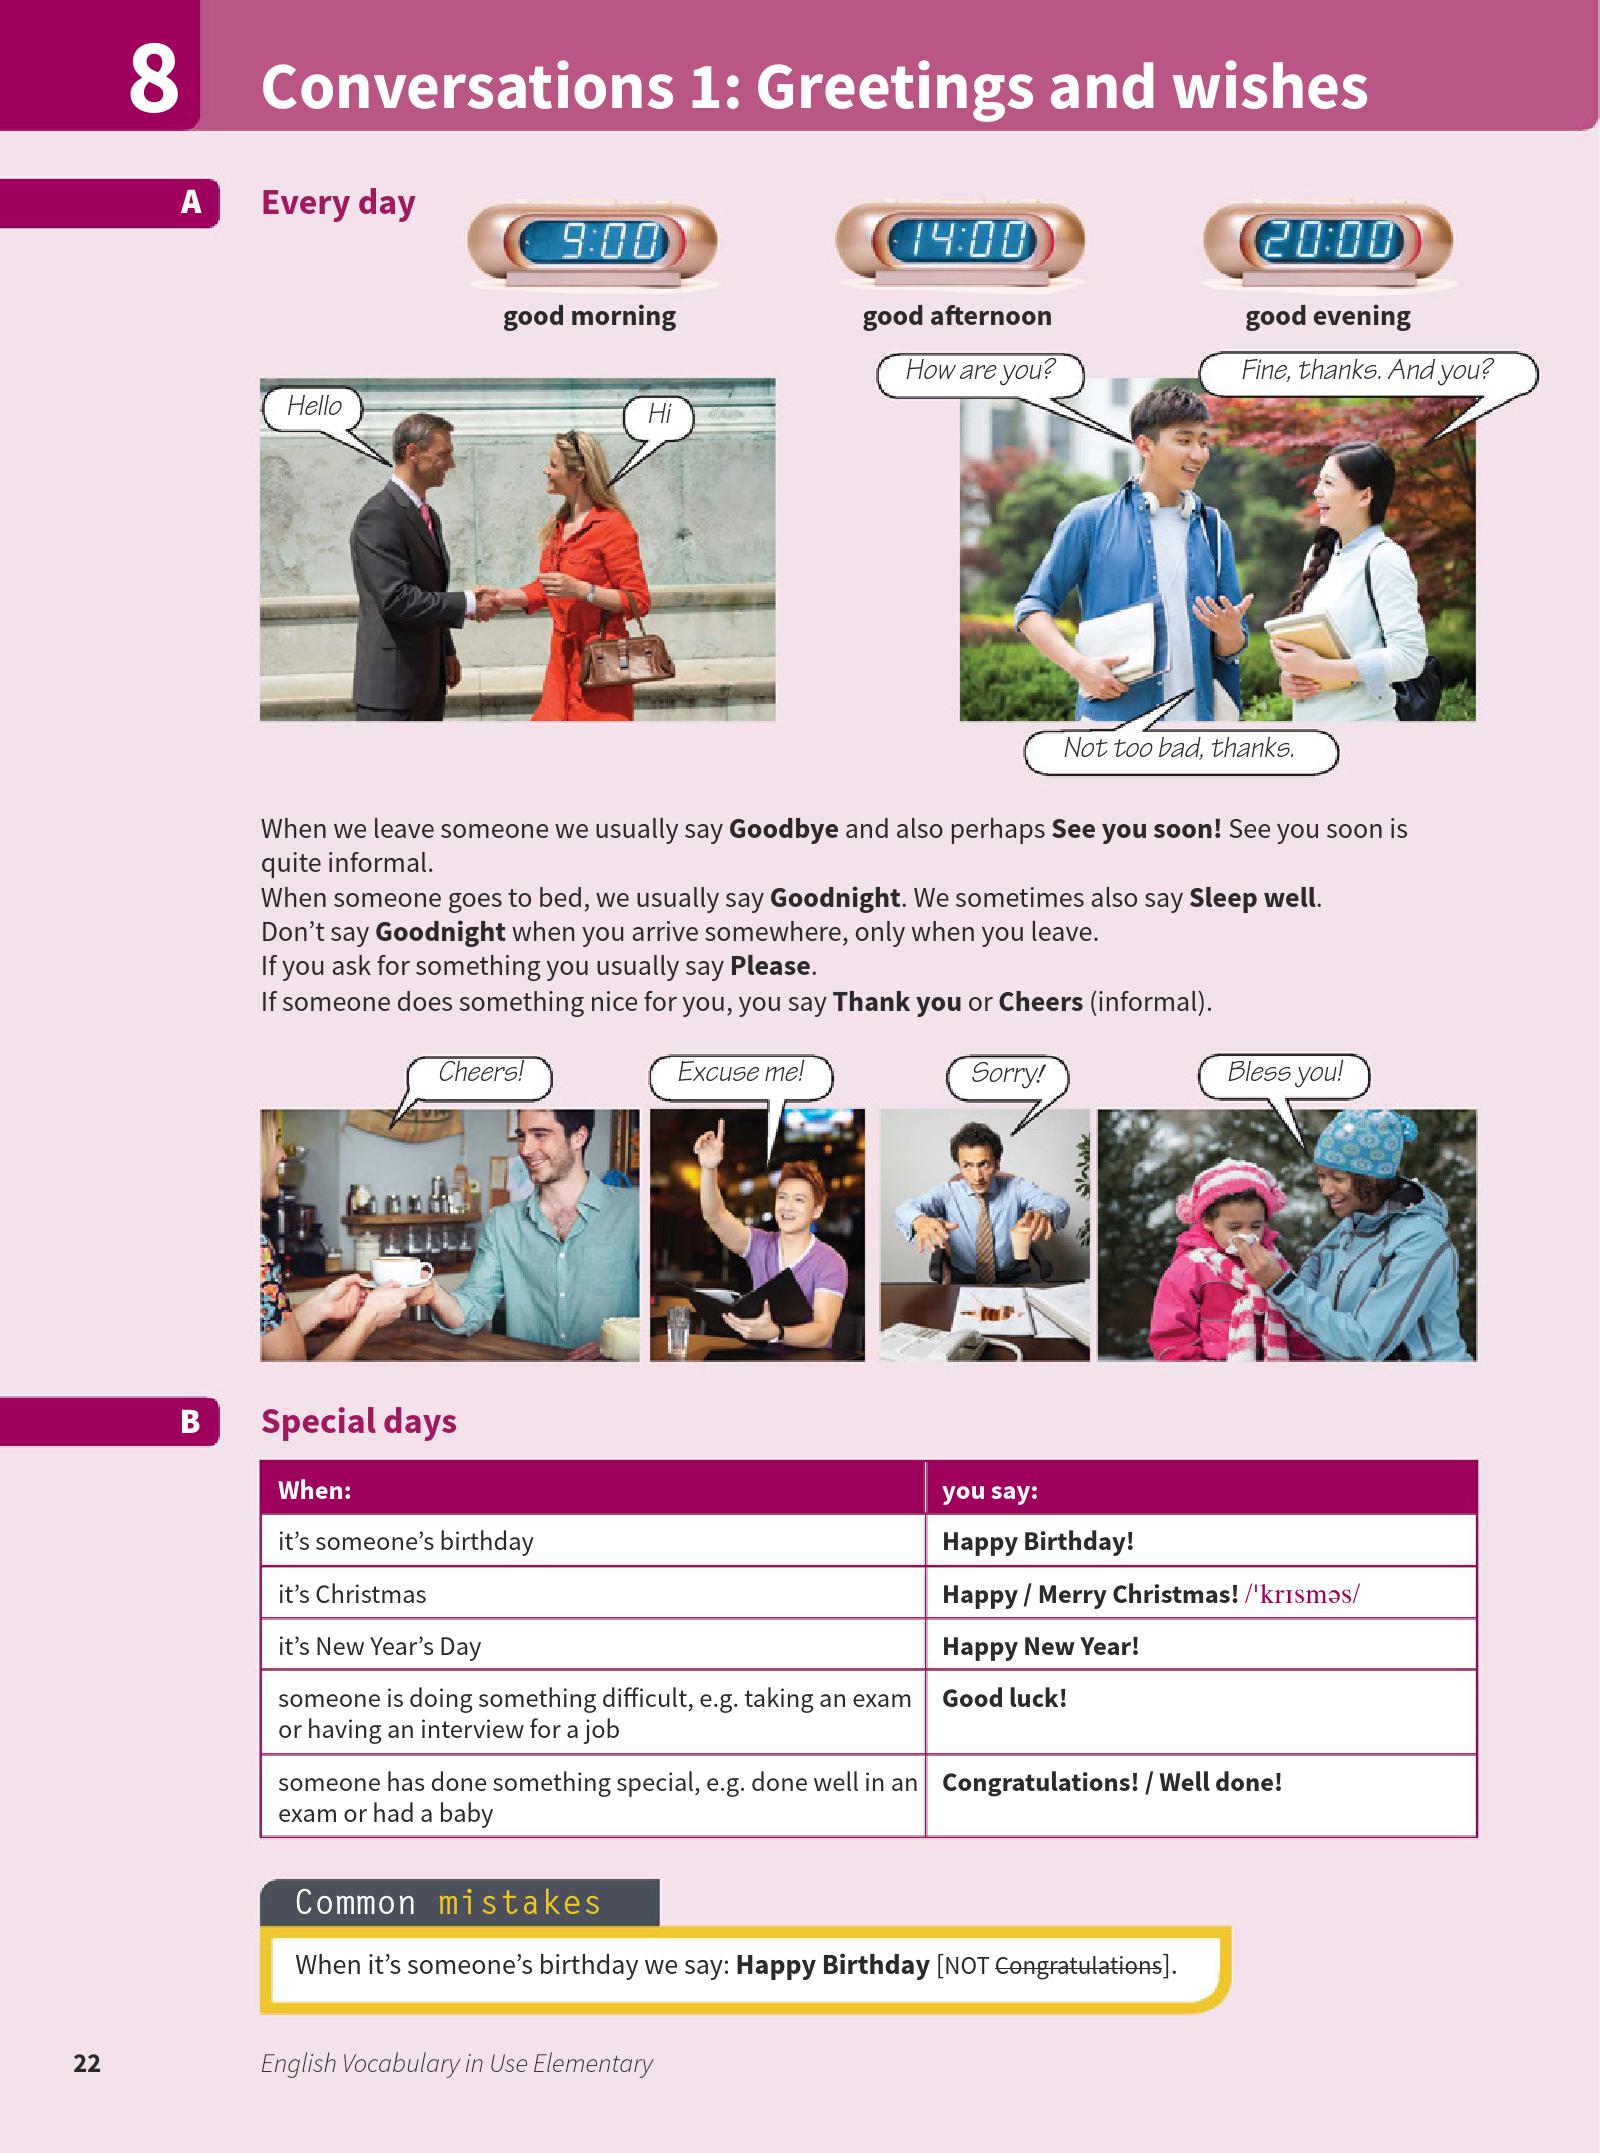 8
Conversations 1: Greetings and wishes
A
Every day
9:00
14:00
20:00
good morning
good afternoon
good evening
Hello
Hi
How are you?
Fine, thanks. And you?
Not too bad, thanks.
When we leave someone we usually say Goodbye and also perhaps See you soon! See you soon is
quite informal.
When someone goes to bed, we usually say Goodnight. We sometimes also say Sleep well.
Don’t say Goodnight when you arrive somewhere, only when you leave.
If you ask for something you usually say Please.
If someone does something nice for you, you say Thank you or Cheers (informal).
Cheers!
Excuse me!
Sorry!
Bless you!
B
Special days
When:
you say:
it’s someone’s birthday
Happy Birthday!
it’s Christmas
Happy / Merry Christmas! /ˈkrɪsməs/
it’s New Year’s Day
Happy New Year!
someone is doing something difficult, e.g. taking an exam
or having an interview for a job
Good luck!
someone has done something special, e.g. done well in an
exam or had a baby
Congratulations! / Well done!
Common mistakes
When it’s someone’s birthday we say: Happy Birthday [NOT Congratulations].
22
English Vocabulary in Use Elementary